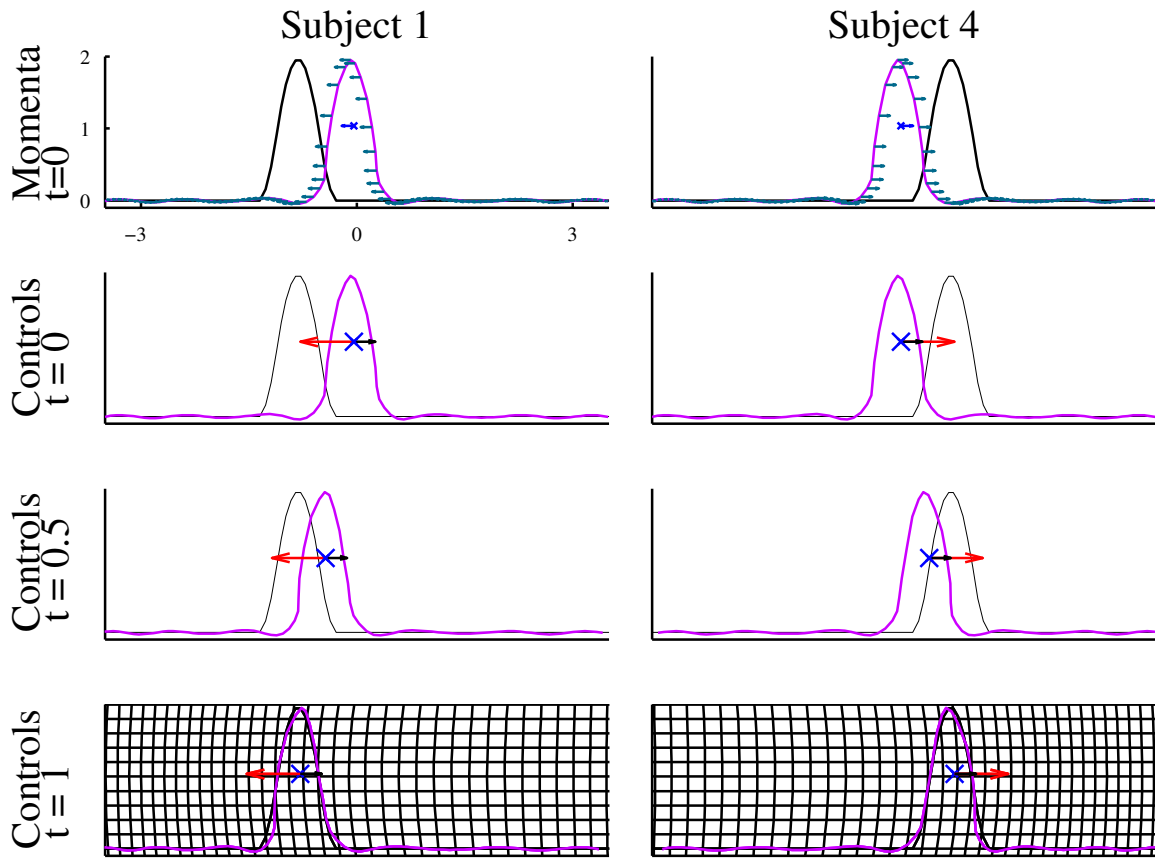 Subject 1
Subject 4
Momenta
t=0
2
1
0
−3
0
3
Controls
t = 0
Controls
t = 0.5
Controls
t = 1